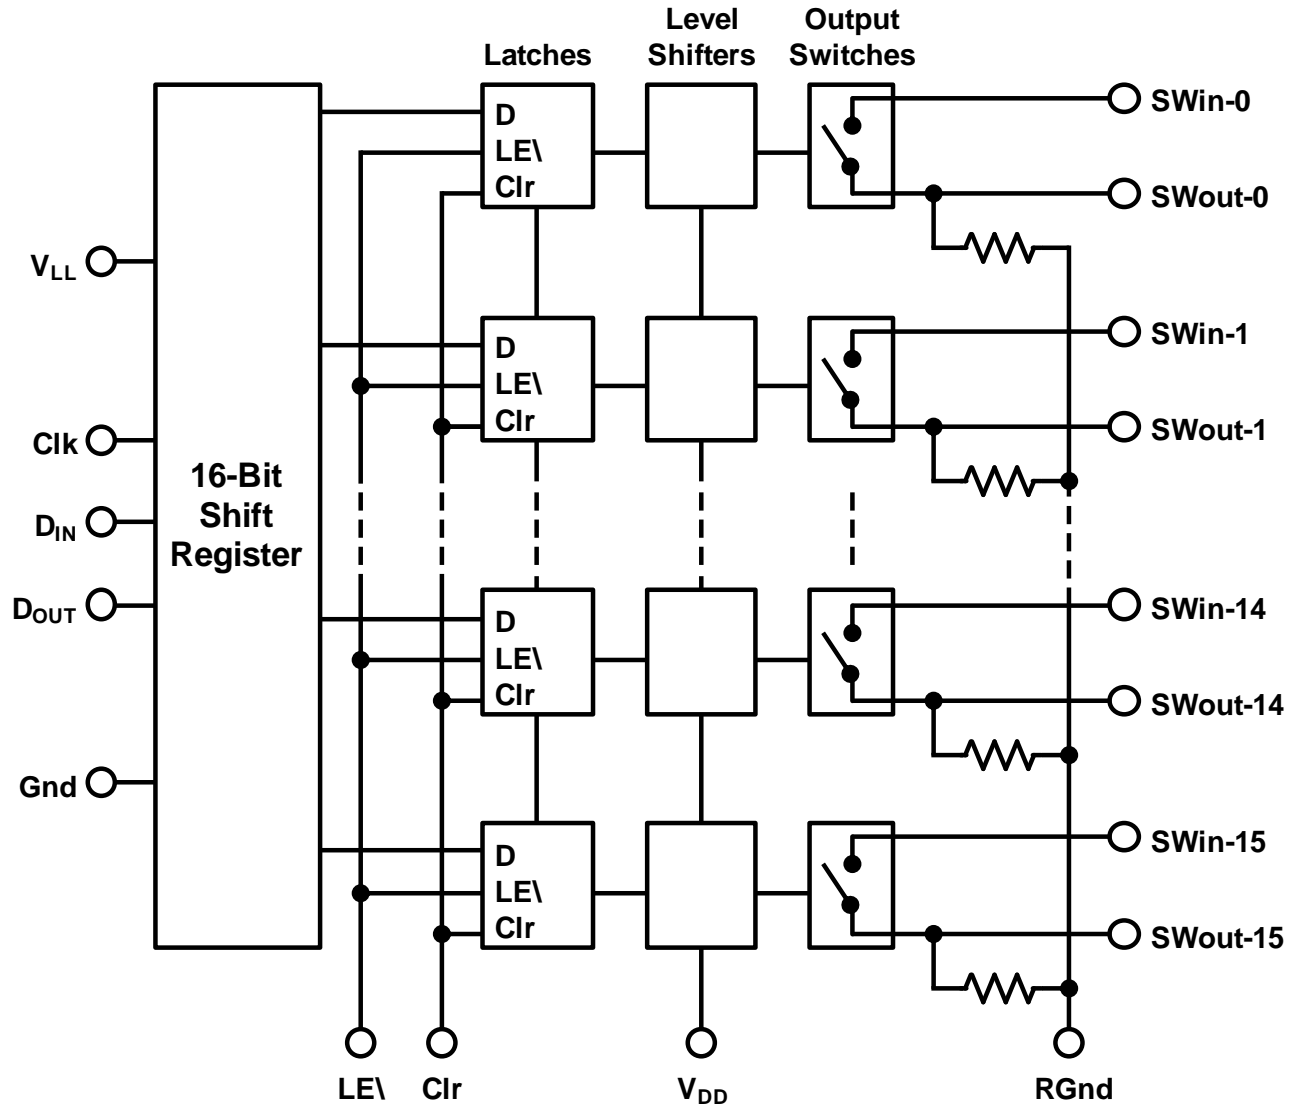 Level
Shifters
Output
Switches
Latches
D
LE\
Clr
SWin-0
SWout-0
VLL
D
LE\
Clr
SWin-1
SWout-1
Clk
16-Bit
Shift
Register
DIN
DOUT
D
LE\
Clr
SWin-14
SWout-14
Gnd
D
LE\
Clr
SWin-15
SWout-15
LE\
Clr
VDD
RGnd